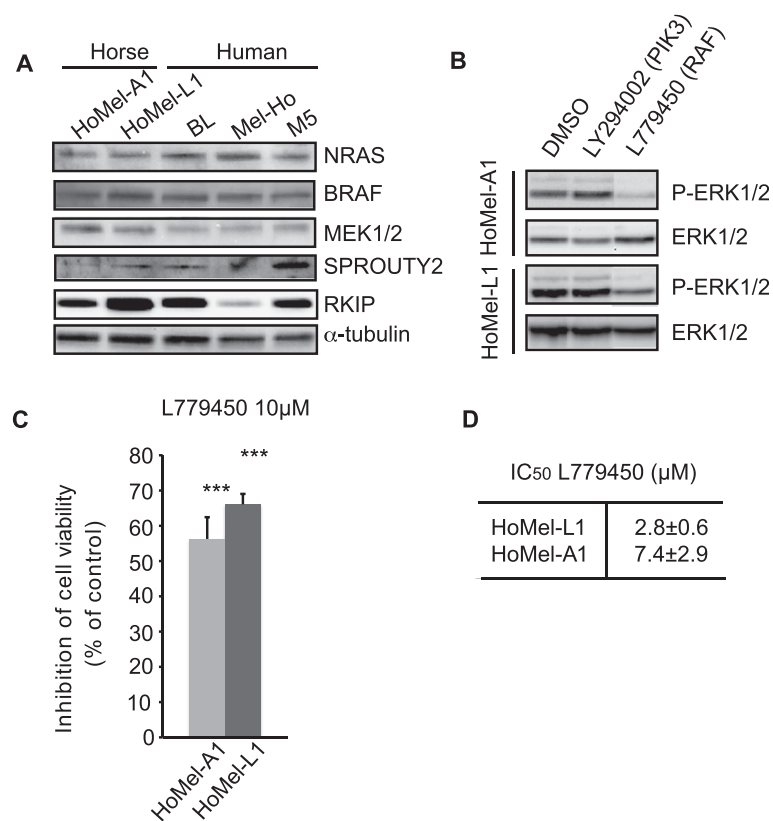 A
Horse
Human
HoMel-A1
HoMel-L1
BL
Mel-Ho
M5
NRAS
BRAF
MEK1/2
SPROUTY2
RKIP
α-tubulin
B
DMSO
LY294002 (PIK3)
L779450 (RAF)
HoMel-A1
P-ERK1/2
ERK1/2
HoMel-L1
P-ERK1/2
ERK1/2
C
L779450 10µM
Inhibition of cell viability
(% of control)
80
70
60
50
40
30
20
10
0
***
***
HoMel-A1
HoMel-L1
D
IC50 L779450 (µM)
HoMel-L1 2.8±0.6
HoMel-A1 7.4±2.9